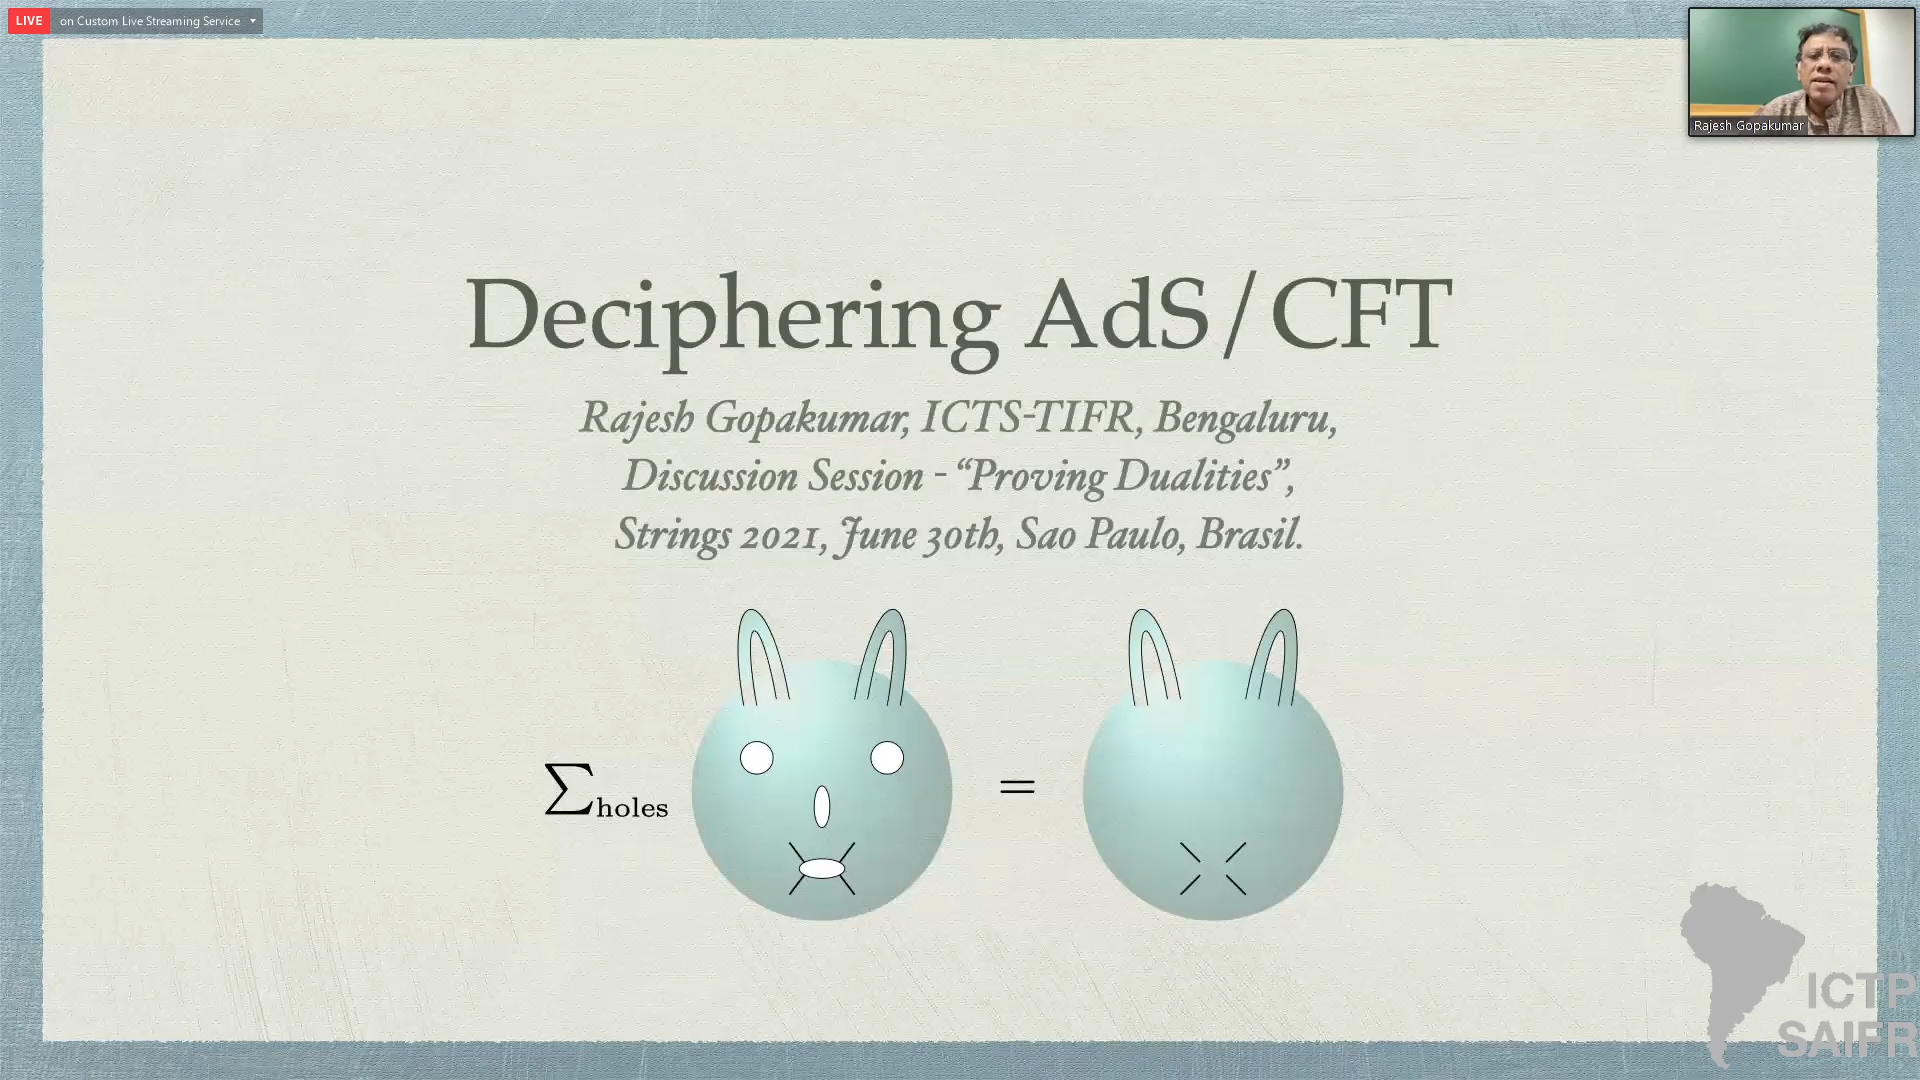 LIVE on Custom Live Streaming Service
Rajesh Gopakumar
Deciphering AdS/CFT
Rajesh Gopakumar, ICTS-TIFR, Bengaluru,
Discussion Session - “Proving Dualities”,
Strings 2021, June 30th, Sao Paulo, Brasil.
∑holes =
ICTP
SAIFR